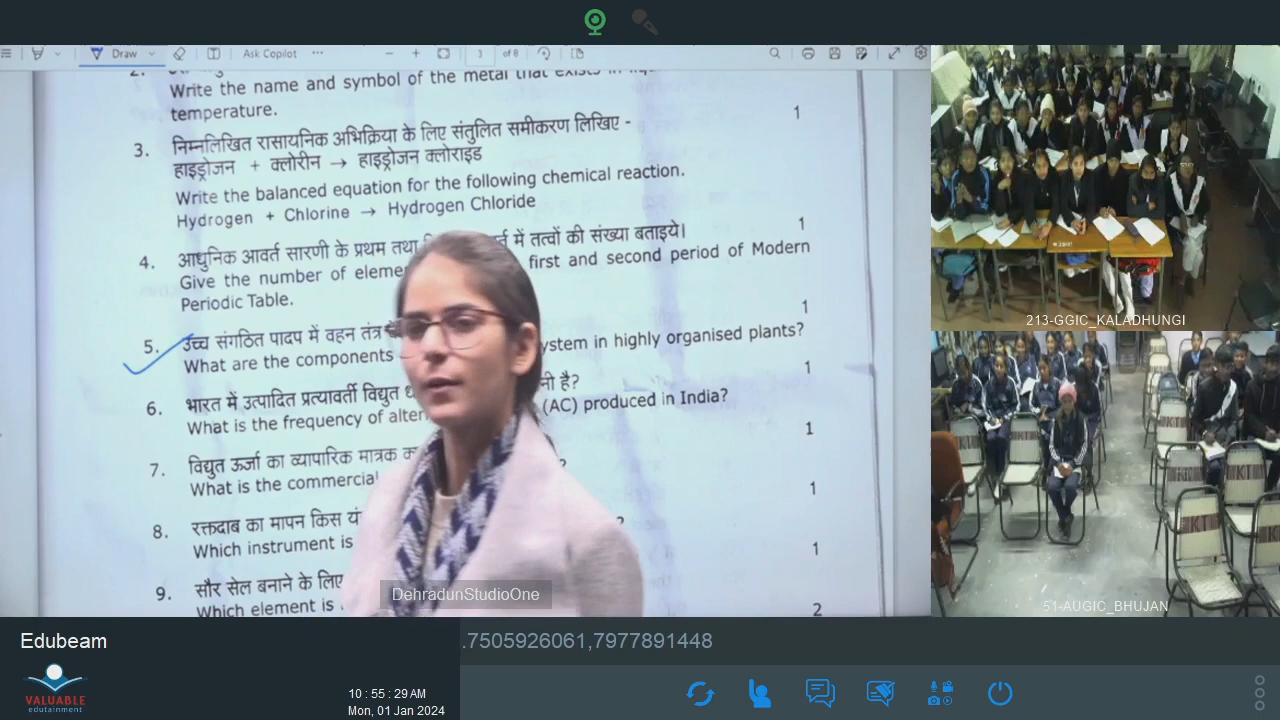 Draw
Ask Copilot
3 of 8
Write the name and symbol of the metal that exists in
temperature.
1
3. निम्नलिखित रासायनिक अभिक्रिया के लिए संतुलित समीकरण लिखिए -
हाइड्रोजन + क्लोरीन → हाइड्रोजन क्लोराइड
Write the balanced equation for the following chemical reaction.
Hydrogen + Chlorine → Hydrogen Chloride
1
4. आधुनिक आवर्त सारणी के प्रथम तथा में तत्वों की संख्या बताइये।
Give the number of first and second period of Modern
Periodic Table.
1
5. उच्च संगठित पादप में वहन तंत्र
What are the components in highly organised plants?
1
6. भारत में उत्पादित प्रत्यावर्ती विद्युत है?
What is the frequency of (AC) produced in India?
1
7. विद्युत ऊर्जा का व्यापारिक मात्रक
What is the commercial ?
1
8. रक्तदाब का मापन किस
Which instrument is ?
1
9. सौर सेल बनाने के लिए
Which element is
2
DehradunStudioOne
213-GGIC_KALADHUNGI
51-AUGIC_BHUJAN
Edubeam
.7505926061,7977891448
VALUABLE
edutainment
10 : 55 : 29 AM
Mon, 01 Jan 2024